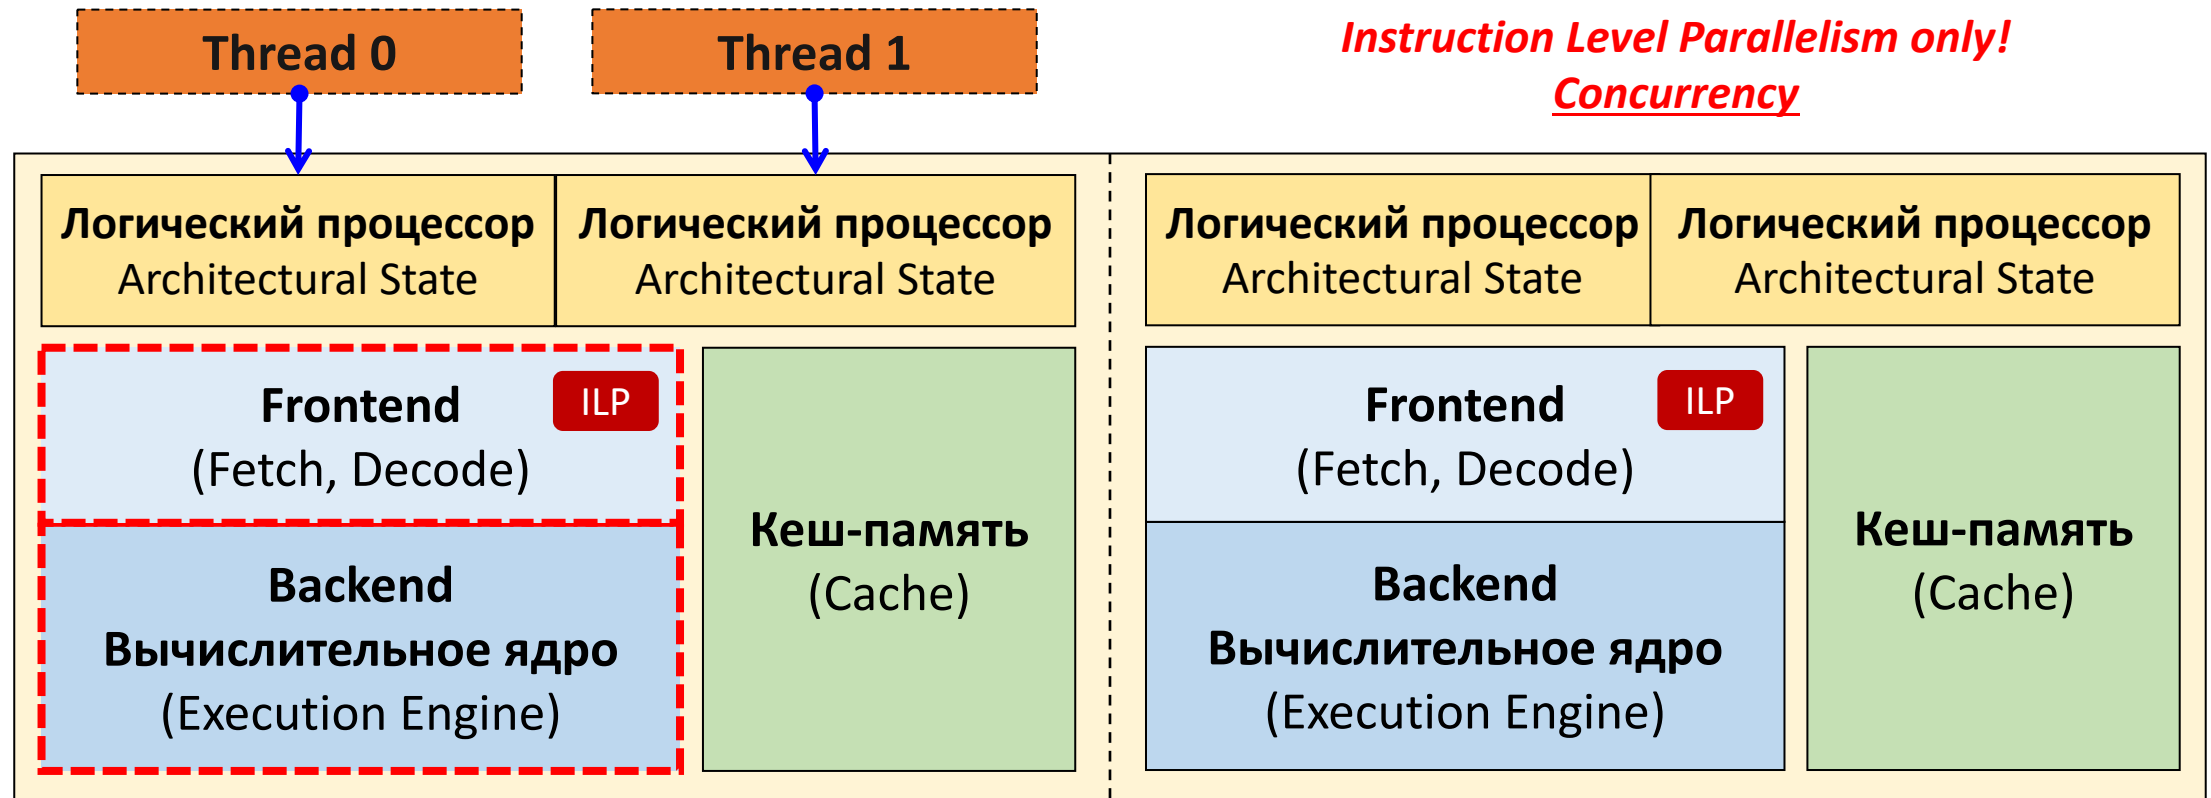 Thread 0
Thread 1
Instruction Level Parallelism only!
Concurrency
Логический процессор
Architectural State
Логический процессор
Architectural State
Логический процессор
Architectural State
Логический процессор
Architectural State
Frontend
(Fetch, Decode)
ILP
Backend
Вычислительное ядро
(Execution Engine)
Кеш-память
(Cache)
Frontend
(Fetch, Decode)
ILP
Backend
Вычислительное ядро
(Execution Engine)
Кеш-память
(Cache)